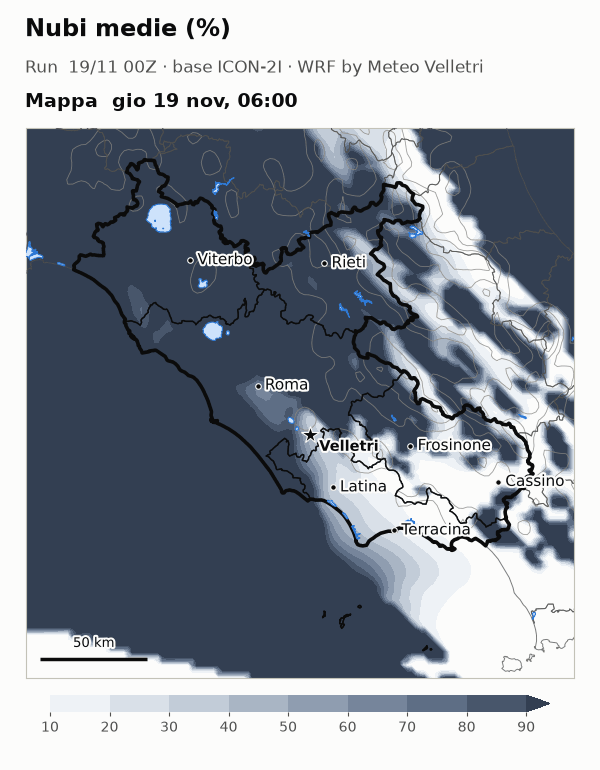 Nubi medie (%)
Run  19/11 00Z · base ICON-2I · WRF by Meteo Velletri
Mappa  gio 19 nov, 06:00
Viterbo
Rieti
Roma
Velletri
Frosinone
Cassino
Latina
Terracina
50 km
10 20 30 40 50 60 70 80 90